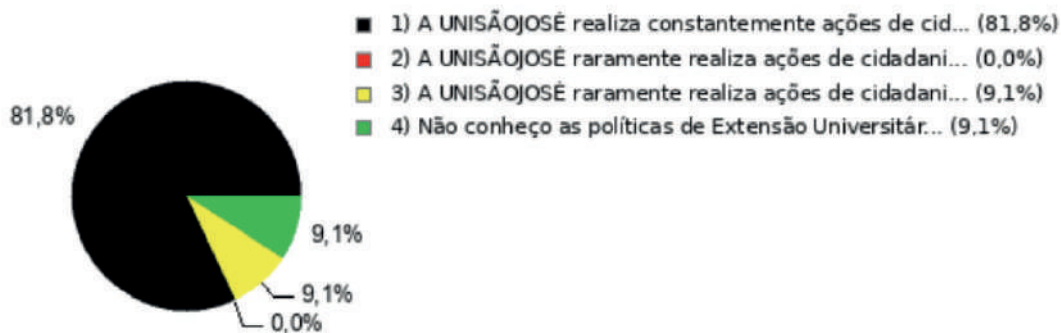 1) A UNISÃOJOSÉ realiza constantemente ações de cid... (81,8%)
2) A UNISÃOJOSÉ raramente realiza ações de cidadani... (0,0%)
3) A UNISÃOJOSÉ raramente realiza ações de cidadani... (9,1%)
4) Não conheço as políticas de Extensão Universitár... (9,1%)
81,8%
9,1%
9,1%
0,0%